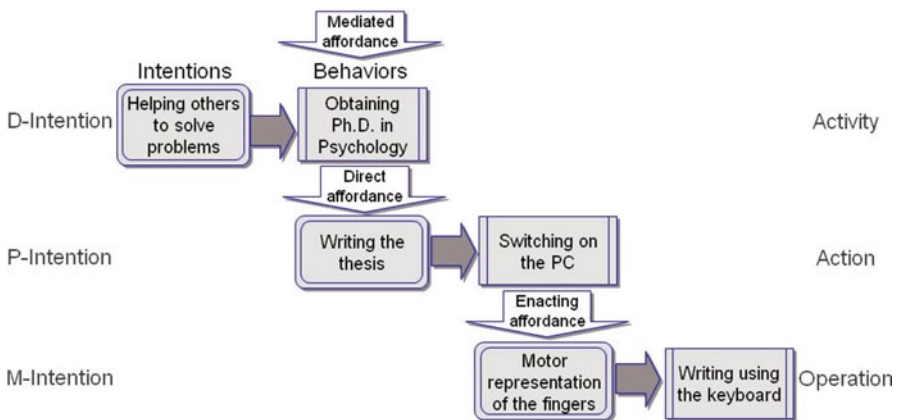 Mediated
affordance
Intentions
Behaviors
D-Intention
Helping others
to solve
problems
Obtaining
Ph.D. in
Psychology
Activity
Direct
affordance
P-Intention
Writing the
thesis
Switching on
the PC
Action
Enacting
affordance
M-Intention
Motor
representation
of the fingers
Writing using
the keyboard
Operation